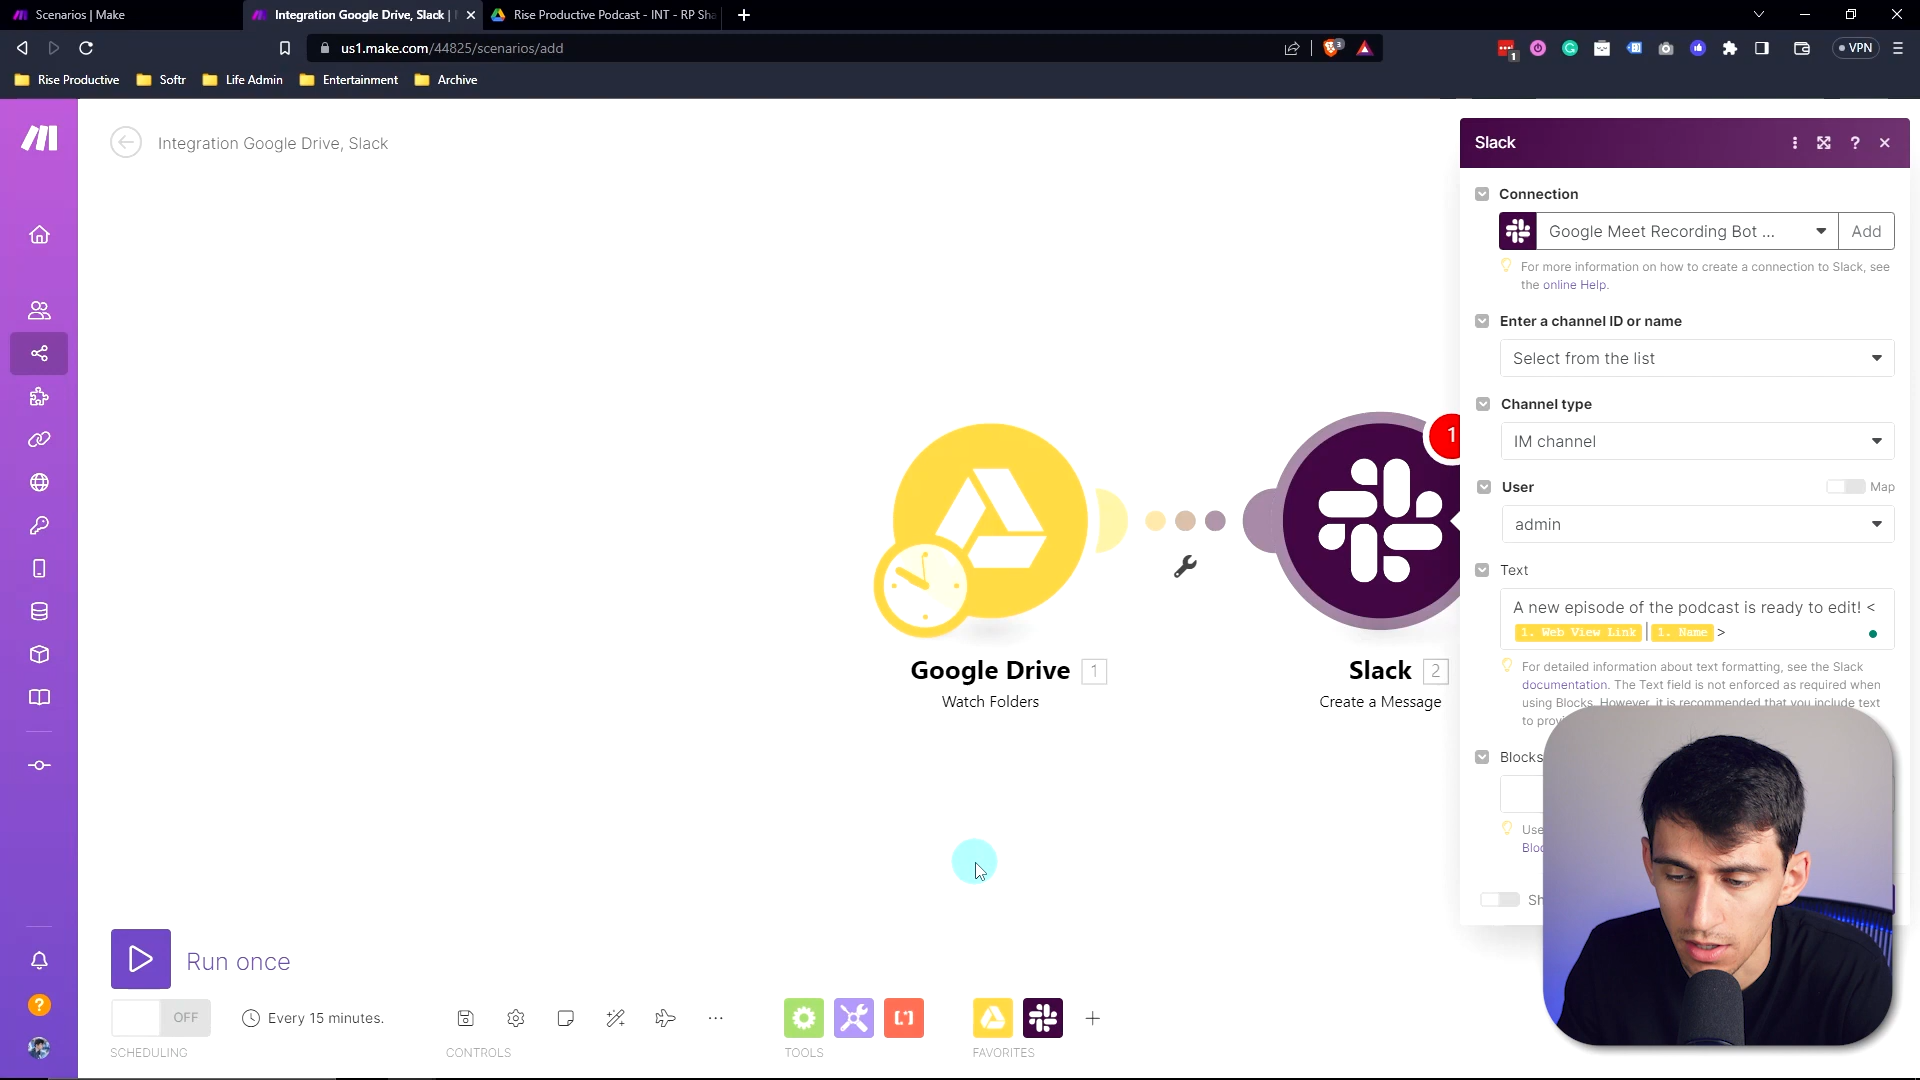 Scenarios | Make
Integration Google Drive, Slack |
Rise Productive Podcast - INT - RP Sha
us1.make.com/44825/scenarios/add
3
1
VPN
Rise Productive
Softr
Life Admin
Entertainment
Archive
Integration Google Drive, Slack
Slack
?
Connection
Google Meet Recording Bot ...
Add
For more information on how to create a connection to Slack, see
the online Help.
Enter a channel ID or name
Select from the list
Channel type
IM channel
User
Map
admin
Text
A new episode of the podcast is ready to edit! <
1. Web View Link | 1. Name >
For detailed information about text formatting, see the Slack
documentation. The Text field is not enforced as required when
using Blocks. However, it is recommended that you include text
to prov
Blocks
Use
Bloc
Sh
1
Google Drive 1
Watch Folders
Slack 2
Create a Message
Run once
OFF
Every 15 minutes.
SCHEDULING
CONTROLS
TOOLS
FAVORITES
?